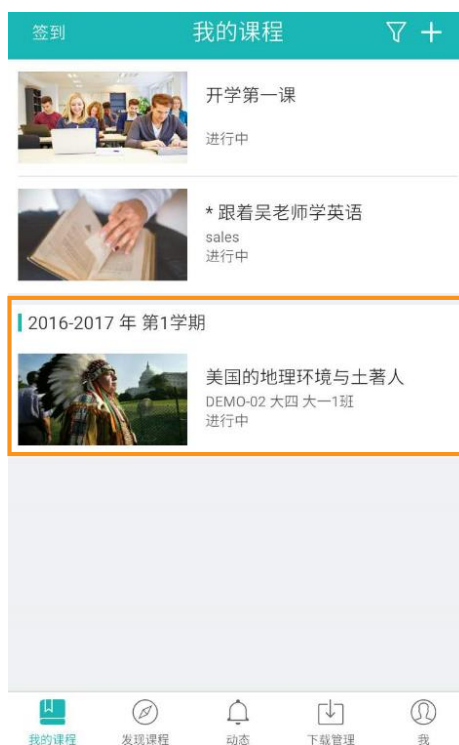 签到 我的课程
开学第一课
进行中
* 跟着吴老师学英语
sales
进行中
2016-2017 年 第1学期
美国的地理环境与土著人
DEMO-02 大四 大一1班
进行中
我的课程 发现课程 动态 下载管理 我